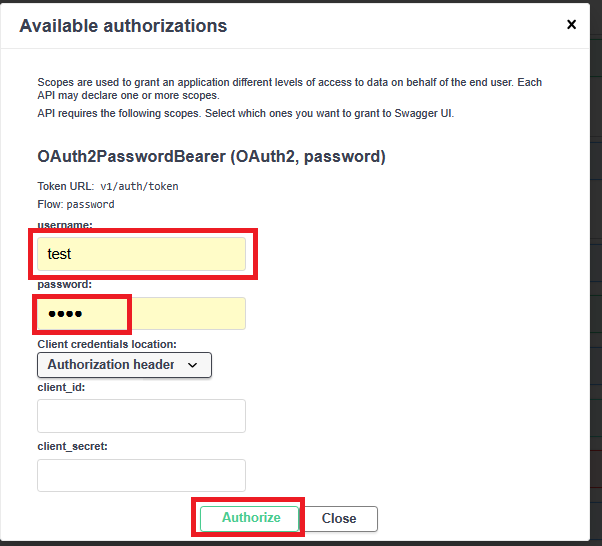 Available authorizations
×
Scopes are used to grant an application different levels of access to data on behalf of the end user. Each
API may declare one or more scopes.
API requires the following scopes. Select which ones you want to grant to Swagger UI.
OAuth2PasswordBearer (OAuth2, password)
Token URL: v1/auth/token
Flow: password
username:
test
password:
••••
Client credentials location:
Authorization header
client_id:
client_secret:
Authorize
Close